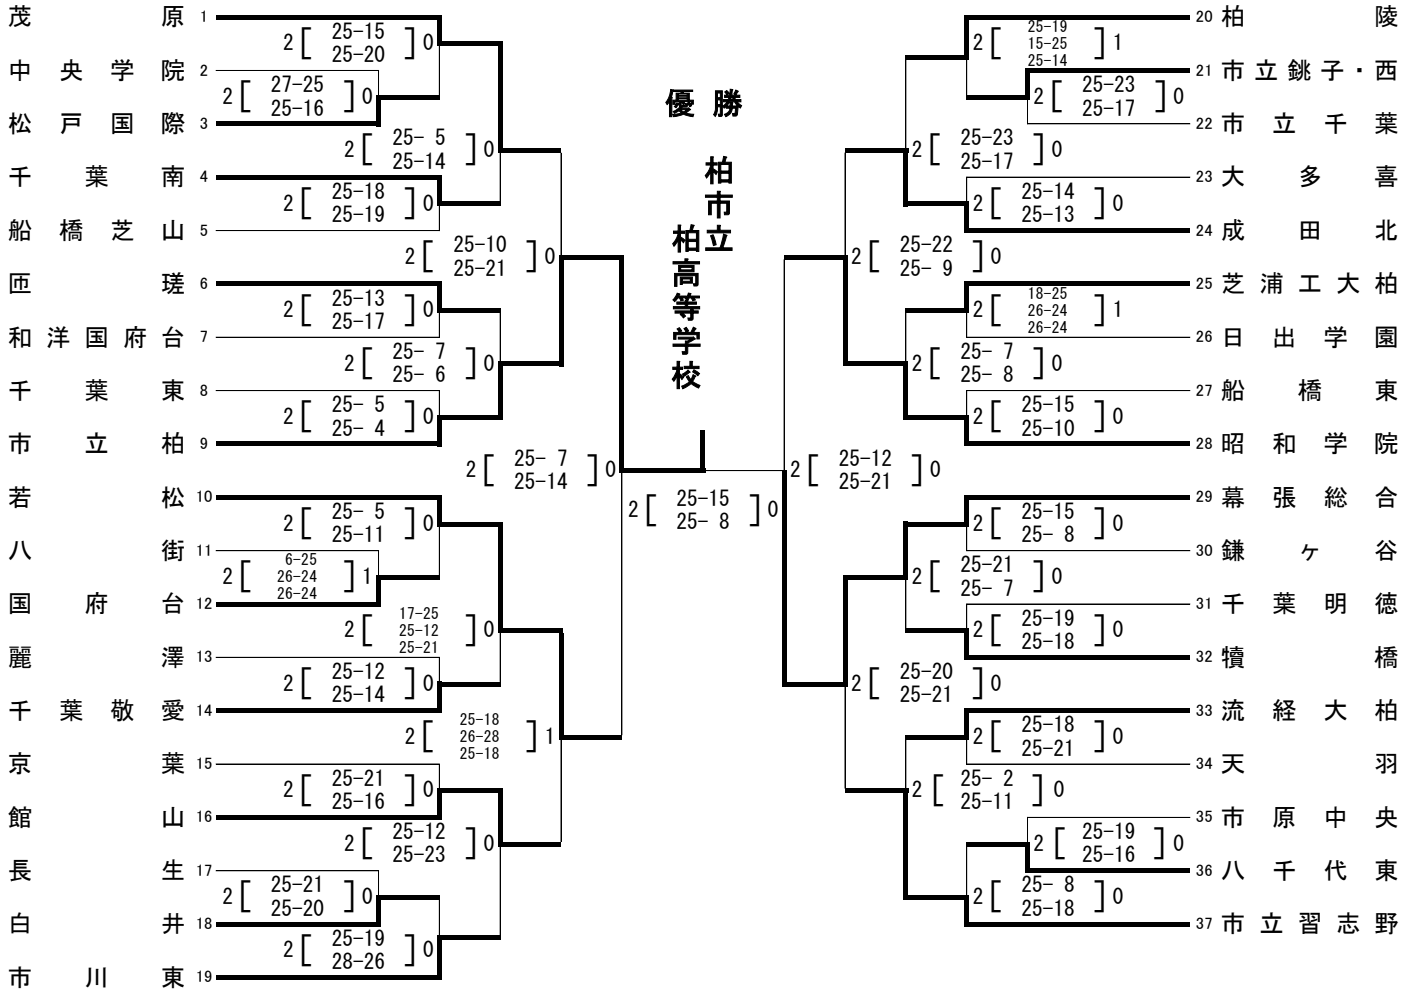 優勝
柏市立
柏高等学校
茂原 1
2 [ 25-15 ] 0
25-20
中央学院 2
2 [ 27-25 ] 0
25-16
松戸国際 3
2 [ 25- 5 ] 0
25-14
千葉南 4
2 [ 25-18 ] 0
25-19
船橋芝山 5
2 [ 25-10 ] 0
25-21
匝瑳 6
2 [ 25-13 ] 0
25-17
和洋国府台 7
2 [ 25- 7 ] 0
25- 6
千葉東 8
2 [ 25- 5 ] 0
25- 4
市立柏 9
2 [ 25- 7 ] 0
25-14
若松 10
2 [ 25- 5 ] 0
25-11
八街 11
6-25
2 [ 26-24 ] 1
26-24
国府台 12
17-25
2 [ 25-12 ] 0
25-21
麗澤 13
2 [ 25-12 ] 0
25-14
千葉敬愛 14
25-18
2 [ 26-28 ] 1
25-18
京葉 15
2 [ 25-21 ] 0
25-16
館山 16
2 [ 25-12 ] 0
25-23
長生 17
2 [ 25-21 ] 0
25-20
白井 18
2 [ 25-19 ] 0
28-26
市川東 19
2 [ 25-15 ] 0
25- 8
20 柏陵
25-19
2 [ 15-25 ] 1
25-14
21 市立銚子・西
2 [ 25-23 ] 0
25-17
22 市立千葉
2 [ 25-23 ] 0
25-17
23 大多喜
2 [ 25-14 ] 0
25-13
24 成田北
2 [ 25-22 ] 0
25- 9
25 芝浦工大柏
18-25
2 [ 26-24 ] 1
26-24
26 日出学園
2 [ 25- 7 ] 0
25- 8
27 船橋東
2 [ 25-15 ] 0
25-10
28 昭和学院
2 [ 25-12 ] 0
25-21
29 幕張総合
2 [ 25-15 ] 0
25- 8
30 鎌ヶ谷
2 [ 25-21 ] 0
25- 7
31 千葉明徳
2 [ 25-19 ] 0
25-18
32 犢橋
2 [ 25-20 ] 0
25-21
33 流経大柏
2 [ 25-18 ] 0
25-21
34 天羽
2 [ 25- 2 ] 0
25-11
35 市原中央
2 [ 25-19 ] 0
25-16
36 八千代東
2 [ 25- 8 ] 0
25-18
37 市立習志野